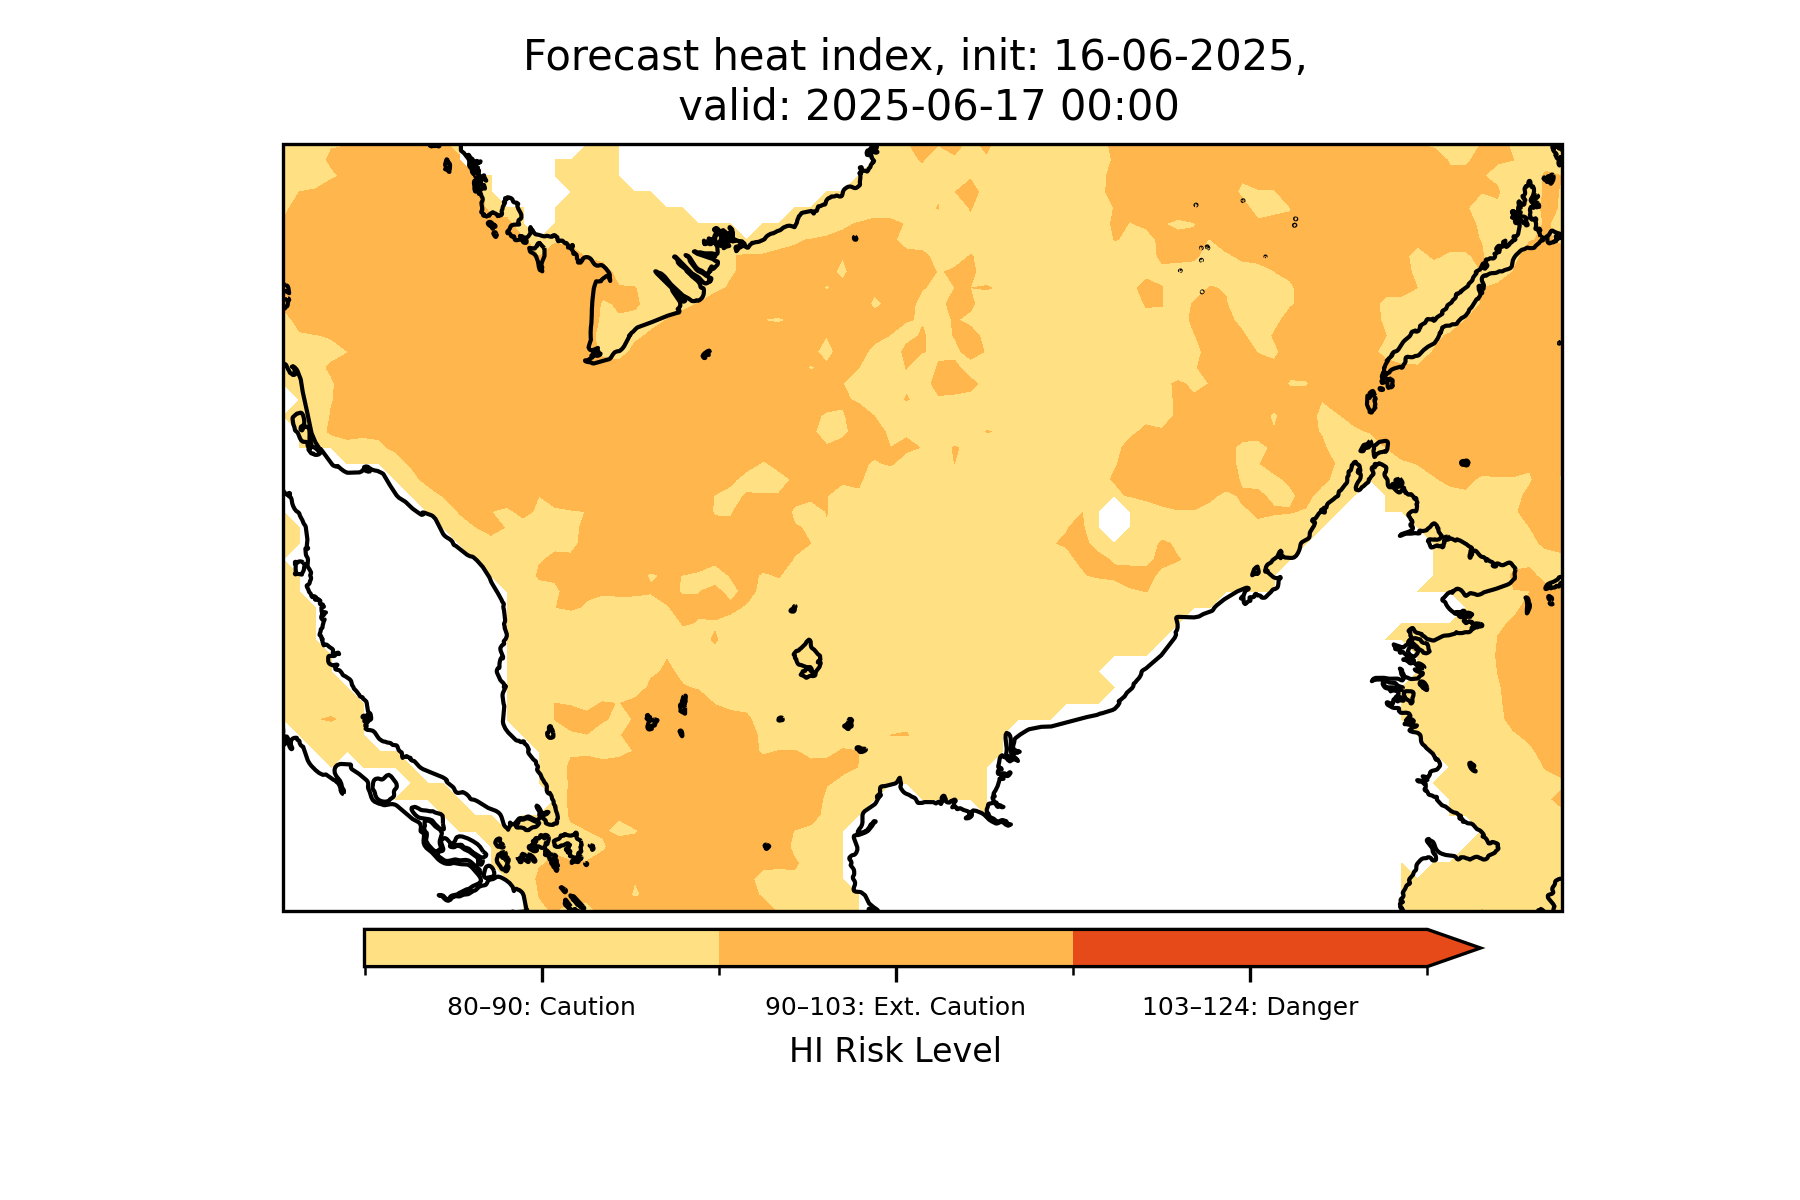 Forecast heat index, init: 16-06-2025,
valid: 2025-06-17 00:00
80–90: Caution
90–103: Ext. Caution
103–124: Danger
HI Risk Level